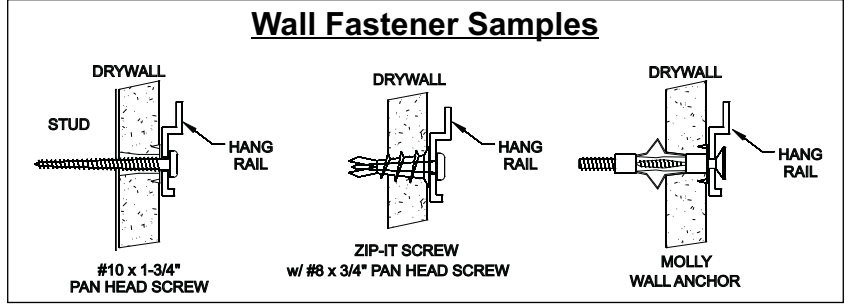 Wall Fastener Samples
DRYWALL
STUD
HANG
RAIL
#10 x 1-3/4"
PAN HEAD SCREW
DRYWALL
HANG
RAIL
ZIP-IT SCREW
w/ #8 x 3/4" PAN HEAD SCREW
DRYWALL
HANG
RAIL
MOLLY
WALL ANCHOR